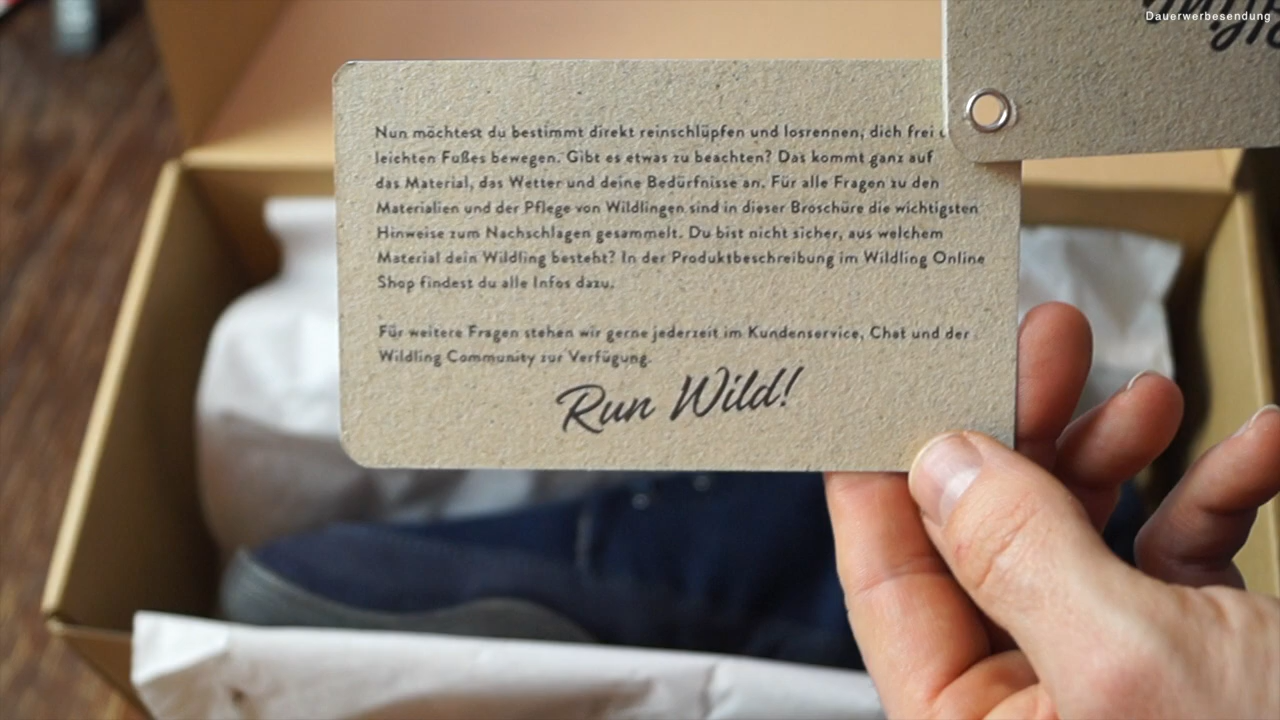 Dauerwerbesendung
Nun möchtest du bestimmt direkt reinschlüpfen und losrennen, dich frei
leichten Fußes bewegen. Gibt es etwas zu beachten? Das kommt ganz auf
das Material, das Wetter und deine Bedürfnisse an. Für alle Fragen zu den
Materialien und der Pflege von Wildlingen sind in dieser Broschüre die wichtigsten
Hinweise zum Nachschlagen gesammelt. Du bist nicht sicher, aus welchem
Material dein Wildling besteht? In der Produktbeschreibung im Wildling Online
Shop findest du alle Infos dazu.
Für weitere Fragen stehen wir gerne jederzeit im Kundenservice, Chat und der
Wildling Community zur Verfügung.
Run Wild!